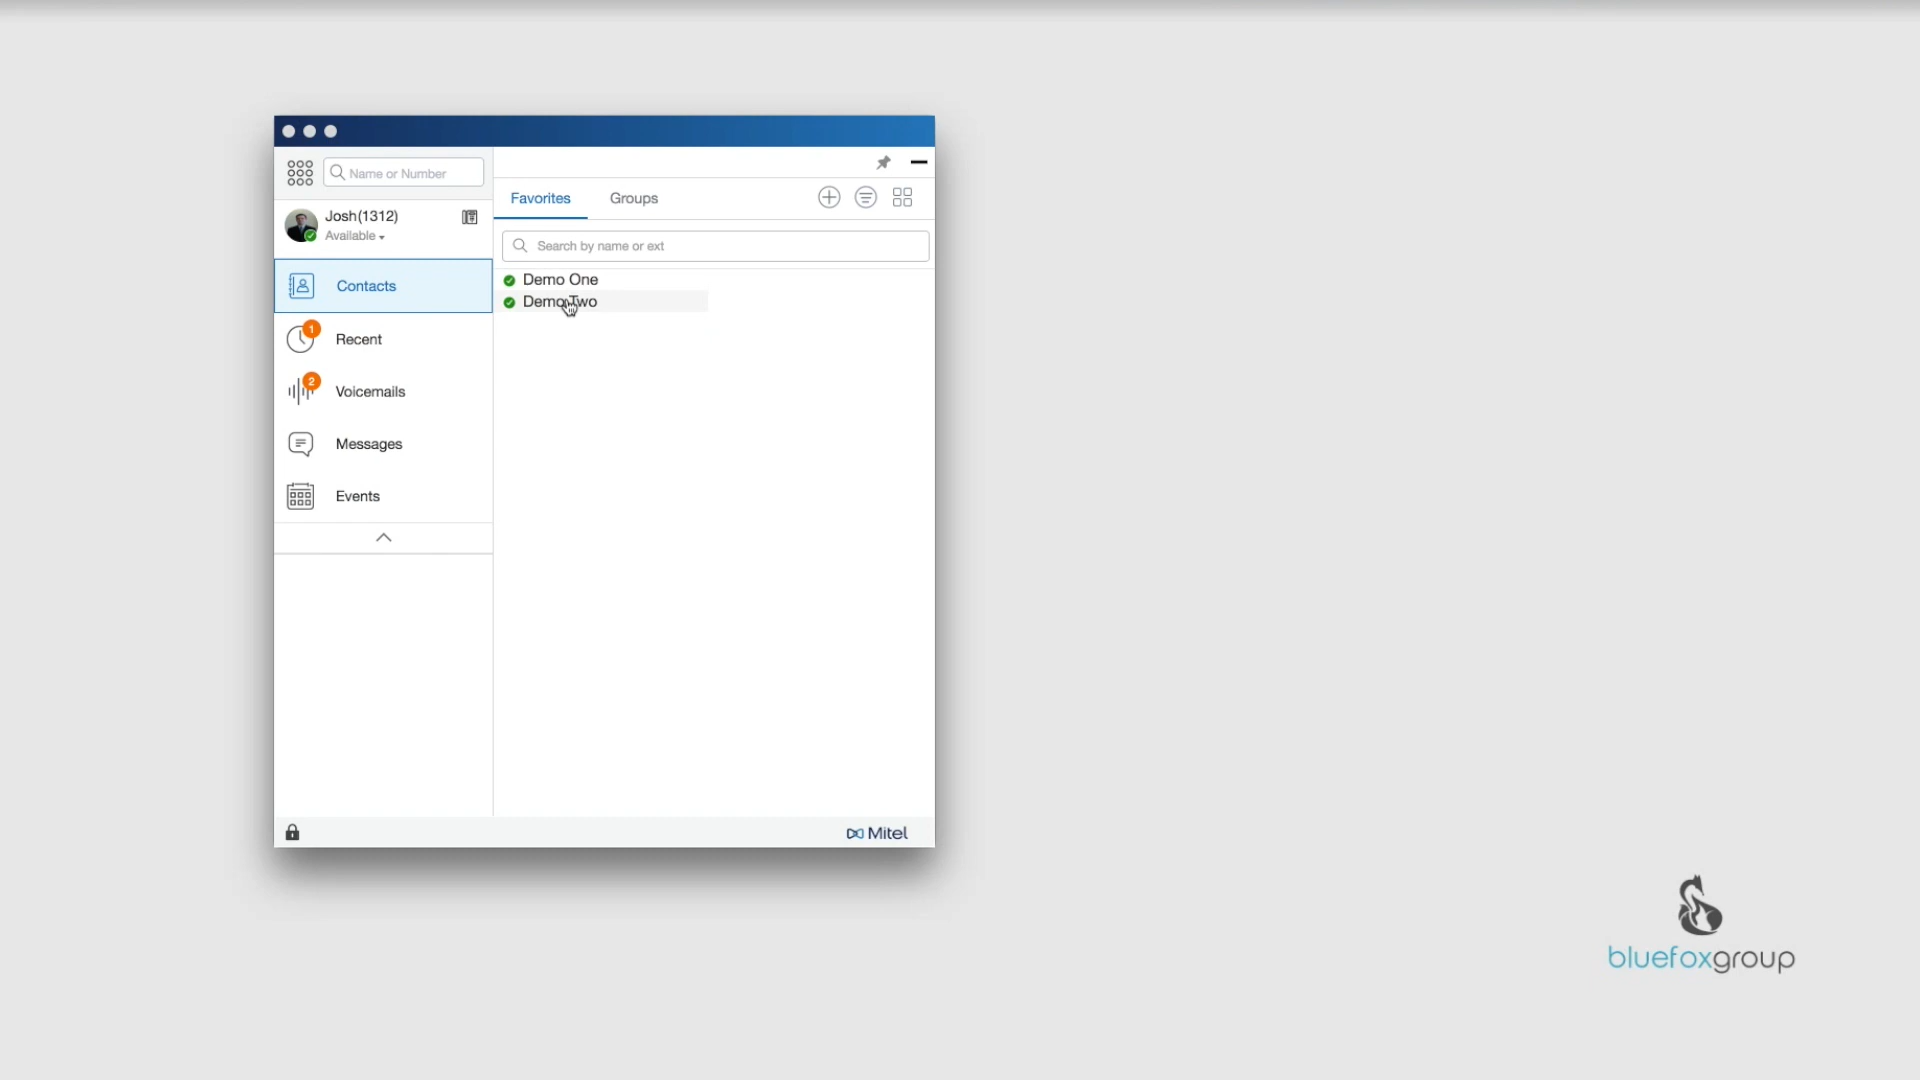 Name or Number
Josh(1312)
Available
Contacts
1
Recent
2
Voicemails
Messages
Events
Favorites
Groups
Search by name or ext
Demo One
Demo Two
Mitel
bluefoxgroup